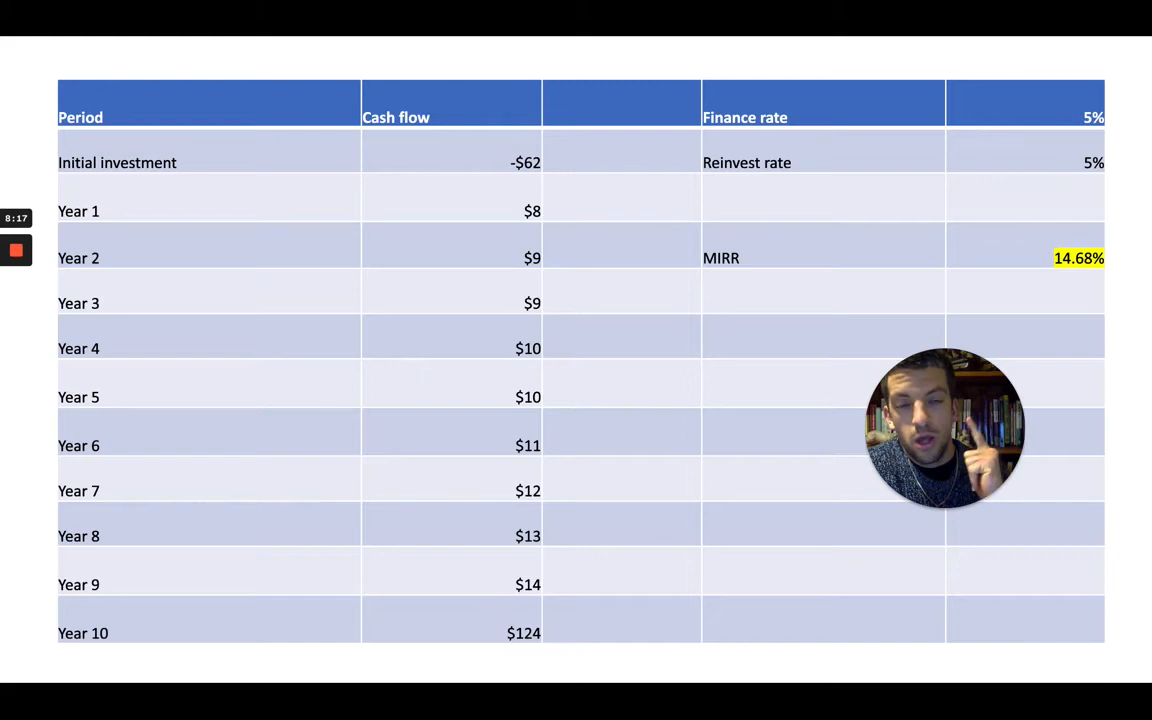 Period Cash flow Finance rate 5%
Initial investment -$62 Reinvest rate 5%
8:17
Year 1 $8
Year 2 $9 MIRR 14.68%
Year 3 $9
Year 4 $10
Year 5 $10
Year 6 $11
Year 7 $12
Year 8 $13
Year 9 $14
Year 10 $124